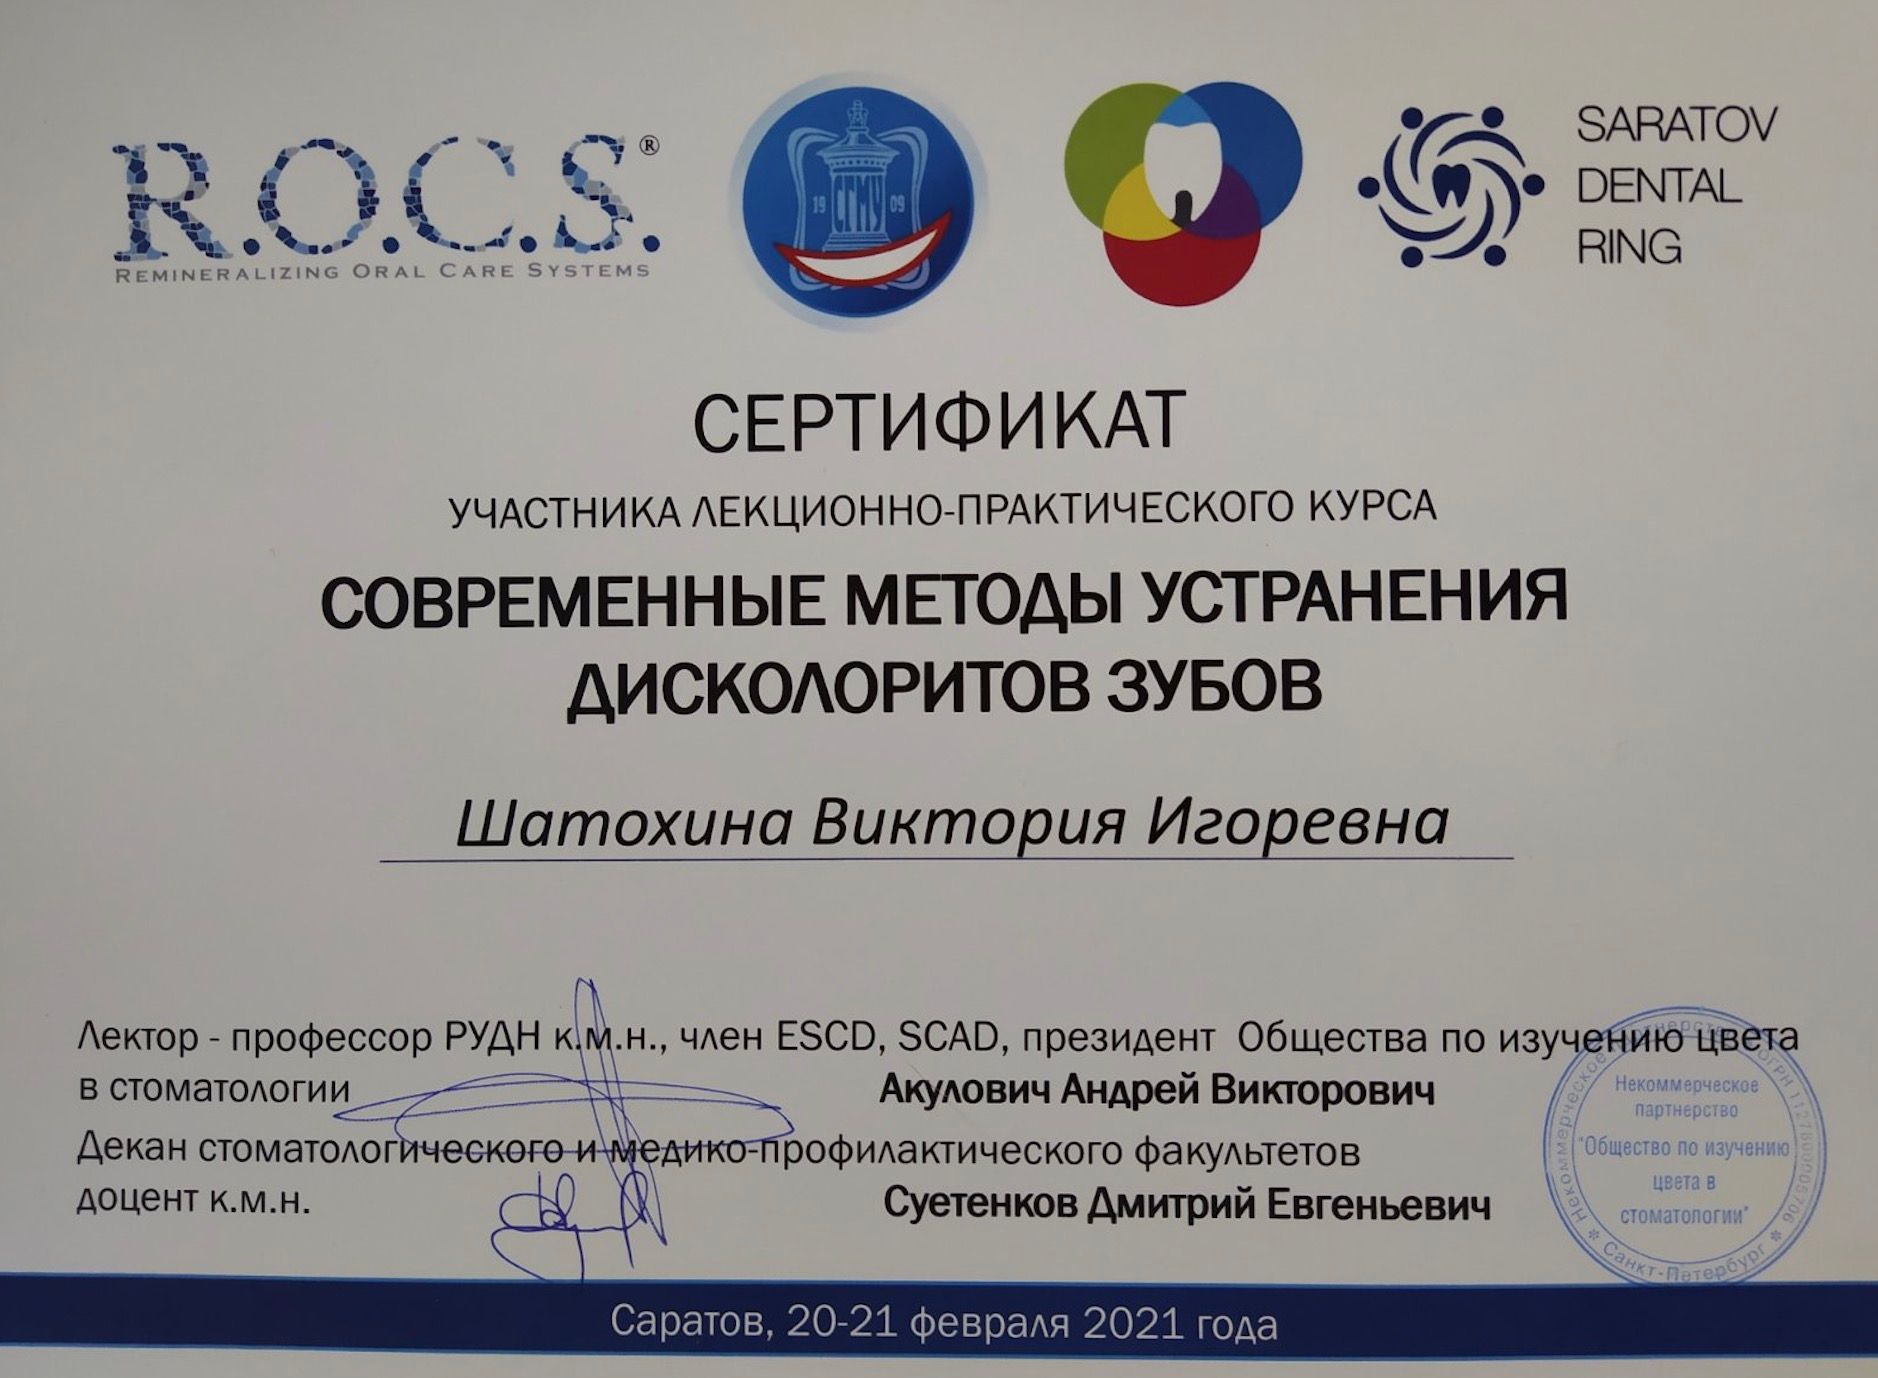 R.O.C.S.®
REMINERALIZING ORAL CARE SYSTEMS
19 09
SARATOV
DENTAL
RING
СЕРТИФИКАТ
УЧАСТНИКА ЛЕКЦИОННО-ПРАКТИЧЕСКОГО КУРСА
СОВРЕМЕННЫЕ МЕТОДЫ УСТРАНЕНИЯ
ДИСКОЛОРИТОВ ЗУБОВ
Шатохина Виктория Игоревна
Лектор - профессор РУДН к.м.н., член ESCD, SCAD, президент Общества по изучению цвета
в стоматологии
Акулович Андрей Викторович
Декан стоматологического и медико-профилактического факультетов
доцент к.м.н.
Суетенков Дмитрий Евгеньевич
Некоммерческое
партнерство
"Общество по изучению
цвета в
стоматологии"
Некоммерческое партнерство
Санкт-Петербург
Саратов, 20-21 февраля 2021 года